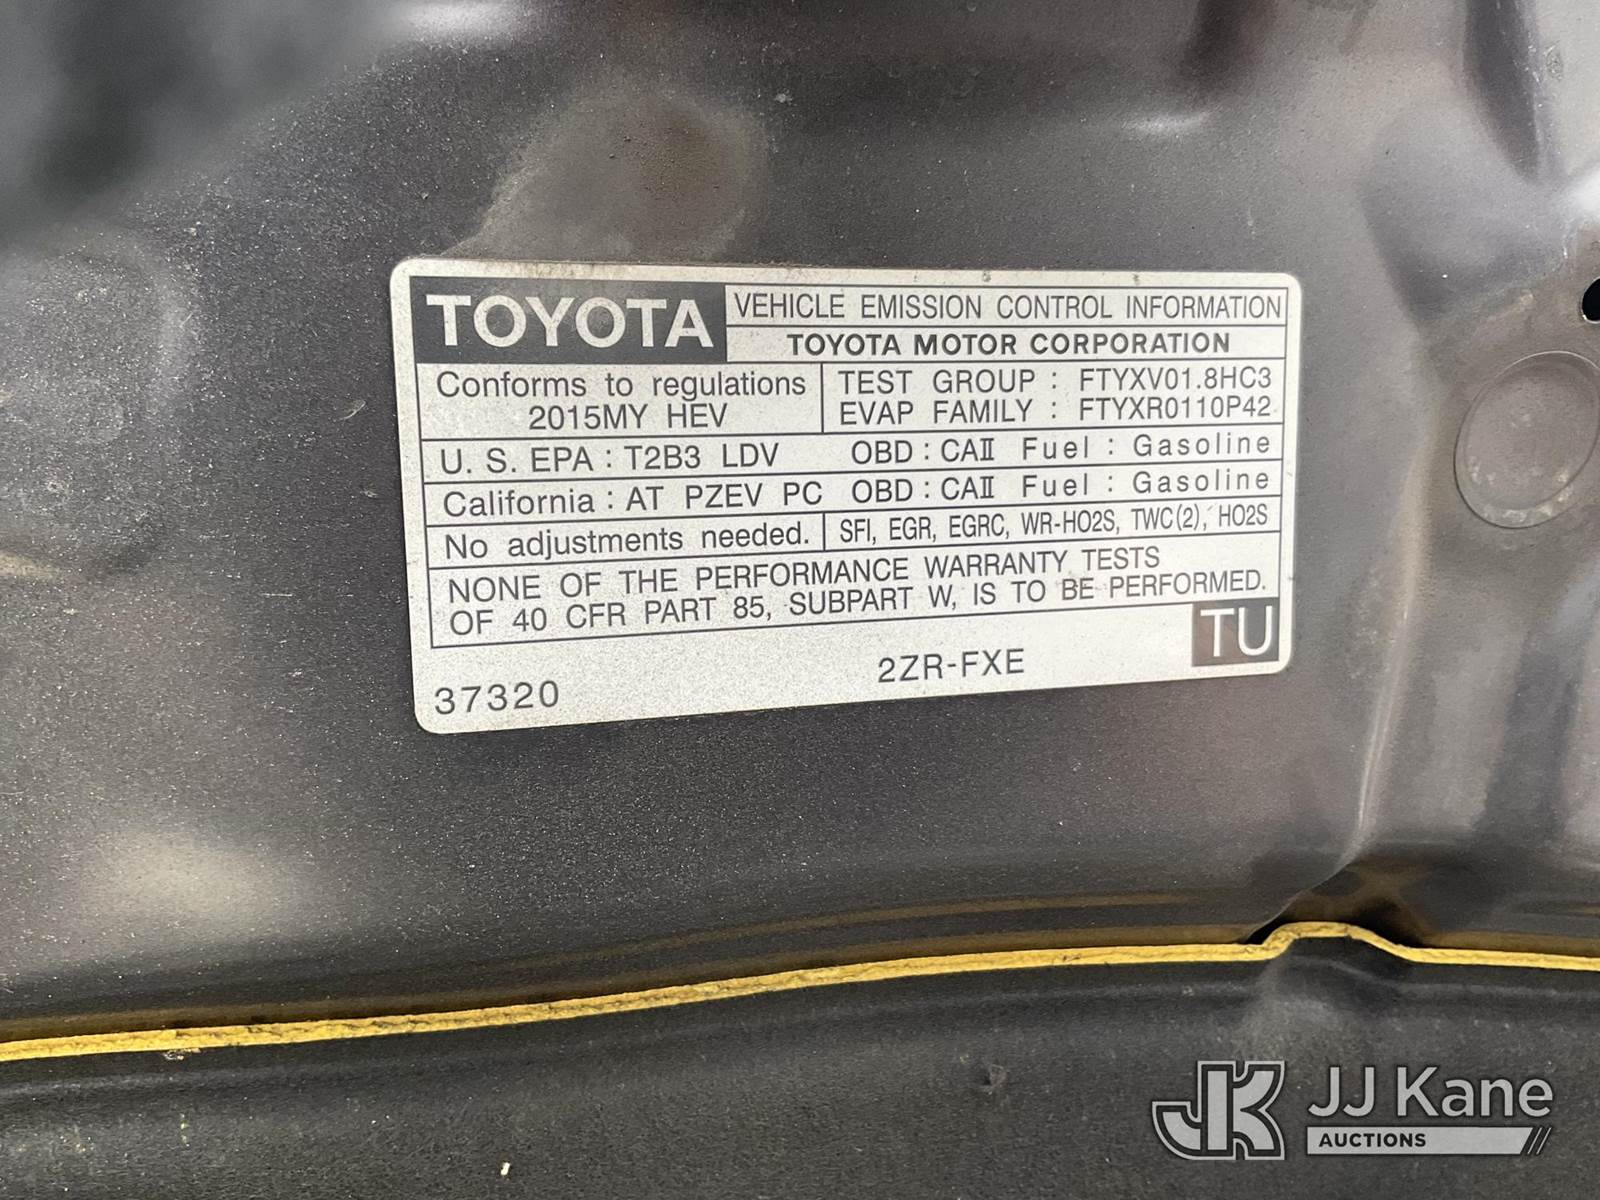 TOYOTA
VEHICLE EMISSION CONTROL INFORMATION
TOYOTA MOTOR CORPORATION
Conforms to regulations
2015MY HEV
TEST GROUP : FTYXV01.8HC3
EVAP FAMILY : FTYXR0110P42
U. S. EPA : T2B3 LDV OBD : CAⅡ Fuel : Gasoline
California : AT PZEV PC OBD : CAⅡ Fuel : Gasoline
No adjustments needed. SFI, EGR, EGRC, WR-HO2S, TWC(2), HO2S
NONE OF THE PERFORMANCE WARRANTY TESTS
OF 40 CFR PART 85, SUBPART W, IS TO BE PERFORMED.
TU
37320 2ZR-FXE
JK JJ Kane
AUCTIONS